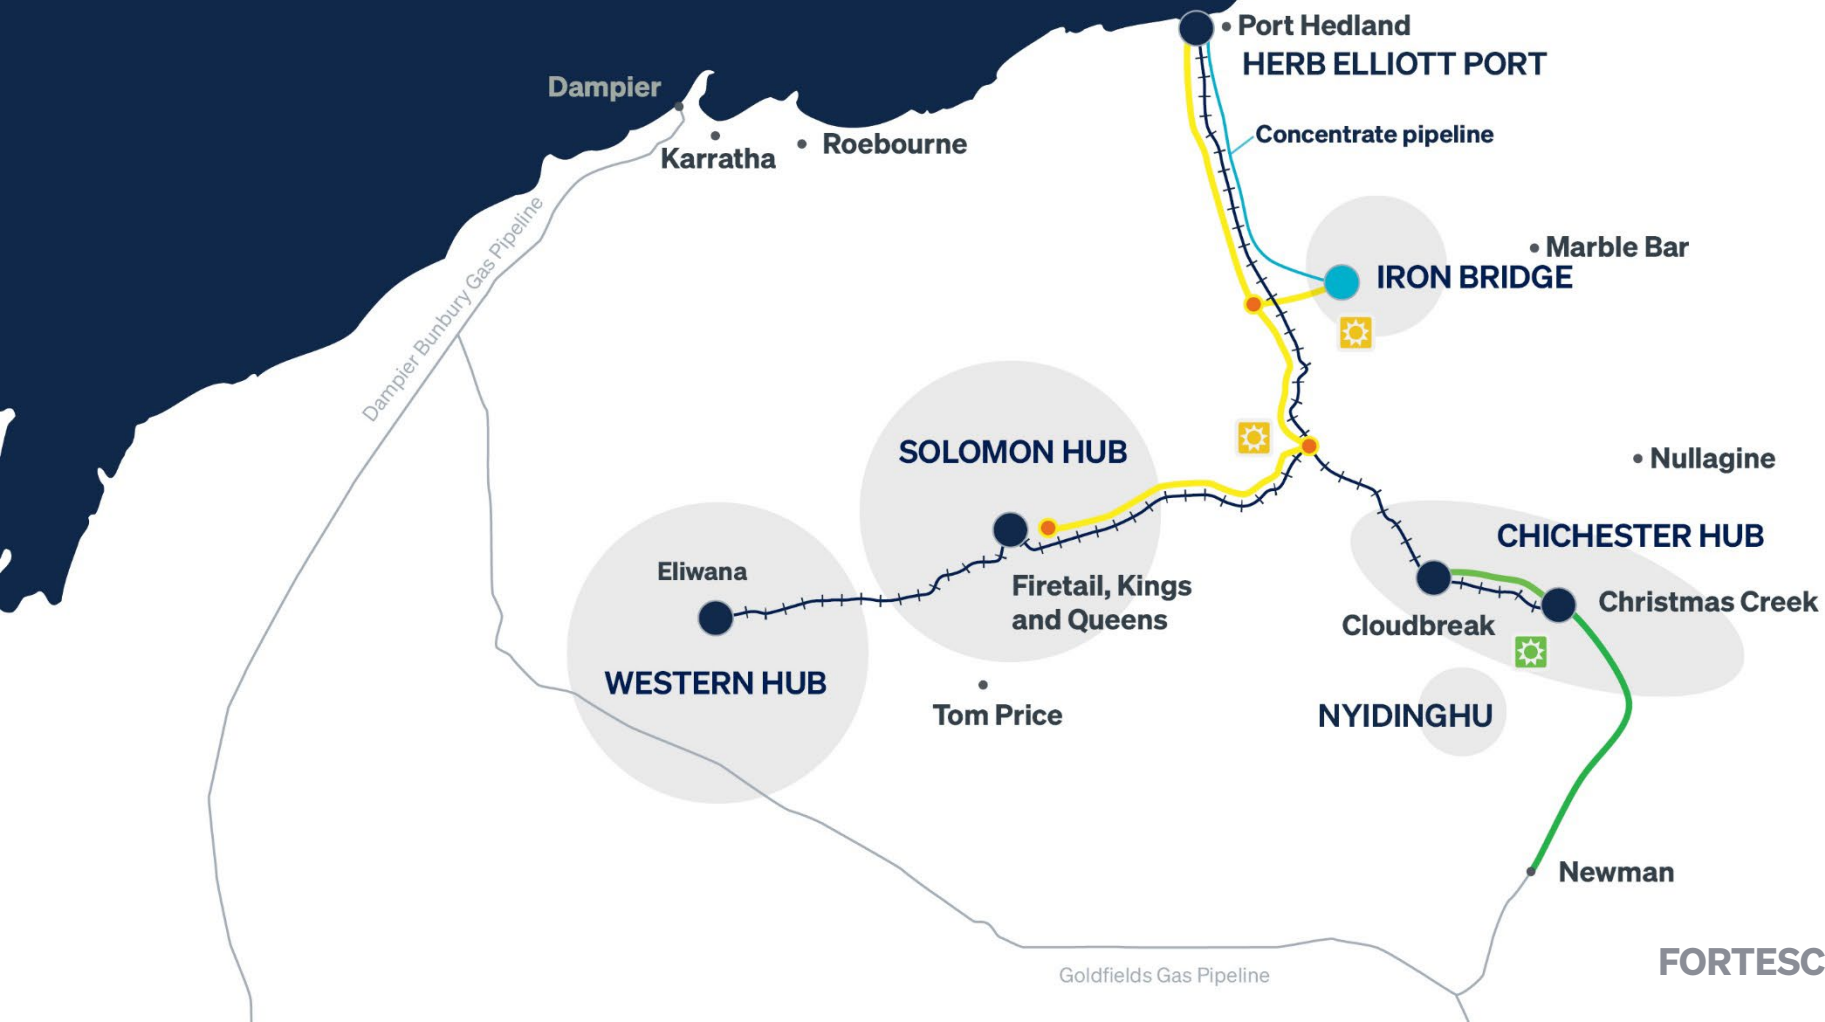 Port Hedland
HERB ELLIOTT PORT
Dampier
Concentrate pipeline
Karratha
Roebourne
Marble Bar
IRON BRIDGE
Dampier Bunbury Gas Pipeline
SOLOMON HUB
Nullagine
CHICHESTER HUB
Eliwana
Firetail, Kings
and Queens
Christmas Creek
Cloudbreak
WESTERN HUB
Tom Price
NYIDINGHU
Newman
Goldfields Gas Pipeline
FORTESC